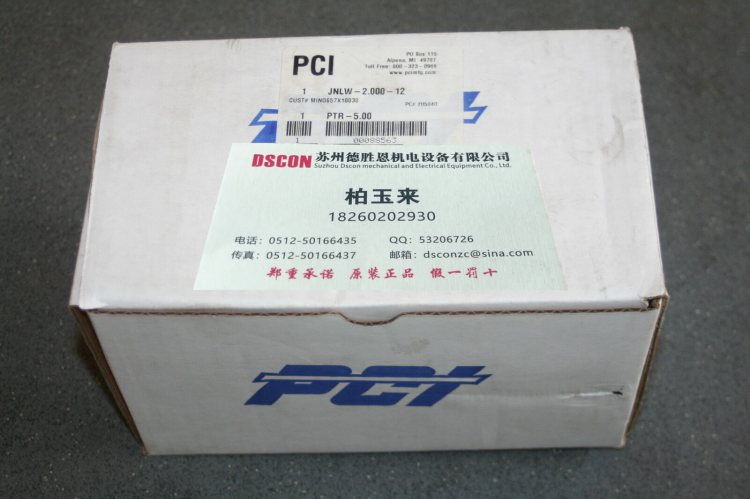 PCI
PO Box 176
Alpena, MI 49707
Toll Free: 800-323-
www.pcimfg.com
1 JNLW-2.000-12
CUST# MIN0657X10030
PC#
1 PTR-5.00
1 00088563
DSCON 苏州德胜恩机电设备有限公司
Suzhou Dscon mechanical and Electrical Equipment Co., Ltd.
柏玉来
18260202930
电话：0512-50166435 QQ：53206726
传真：0512-50166437 邮箱：dsconzc@sina.com
郑重承诺 原装正品 假一罚十
PCI